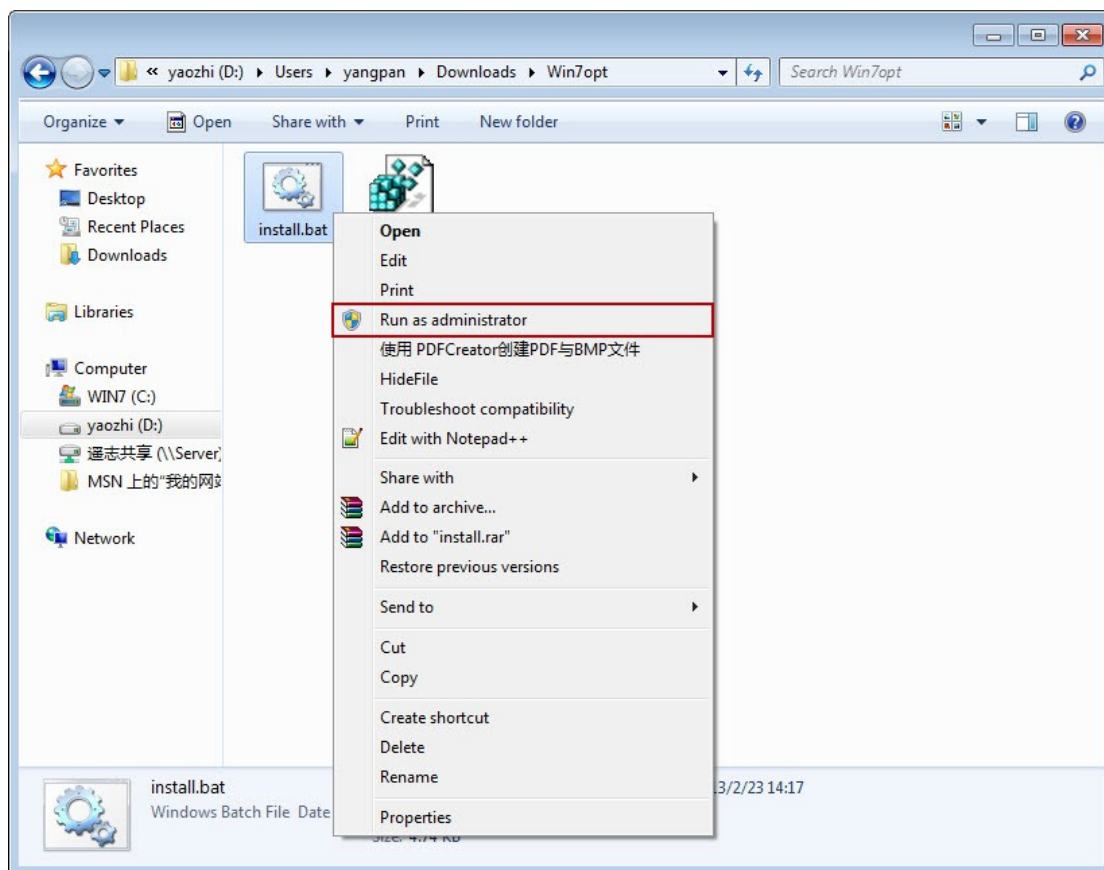 « yaozhi (D:) ▸ Users ▸ yangpan ▸ Downloads ▸ Win7opt
Search Win7opt
Organize Open Share with Print New folder
Favorites
Desktop
Recent Places
Downloads
Libraries
Computer
WIN7 (C:)
yaozhi (D:)
遥志共享 (\\Server)
MSN 上的"我的网站
Network
install.bat
Open
Edit
Print
Run as administrator
使用 PDFCreator创建PDF与BMP文件
HideFile
Troubleshoot compatibility
Edit with Notepad++
Share with
Add to archive...
Add to "install.rar"
Restore previous versions
Send to
Cut
Copy
Create shortcut
Delete
Rename
Properties
install.bat
13/2/23 14:17
Windows Batch File Date
Size: 4.74 KB